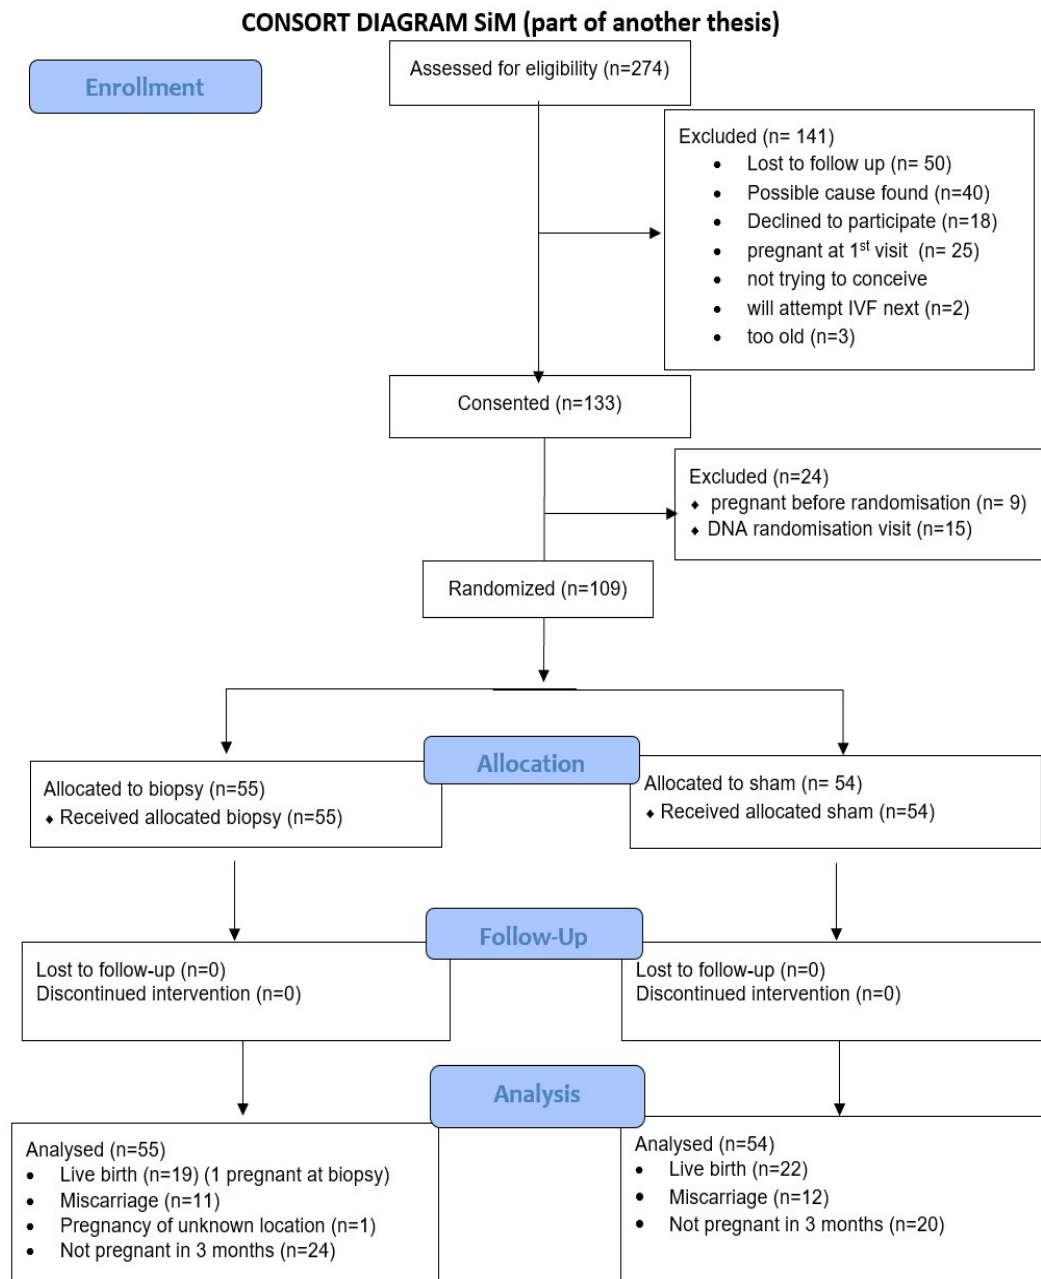 CONSORT DIAGRAM SiM (part of another thesis)
Enrollment
Assessed for eligibility (n=274)
Excluded (n= 141)
• Lost to follow up (n= 50)
• Possible cause found (n=40)
• Declined to participate (n=18)
• pregnant at 1st visit (n= 25)
• not trying to conceive
• will attempt IVF next (n=2)
• too old (n=3)
Consented (n=133)
Excluded (n=24)
♦ pregnant before randomisation (n= 9)
♦ DNA randomisation visit (n=15)
Randomized (n=109)
Allocation
Allocated to biopsy (n=55)
♦ Received allocated biopsy (n=55)
Allocated to sham (n= 54)
♦ Received allocated sham (n=54)
Follow-Up
Lost to follow-up (n=0)
Discontinued intervention (n=0)
Lost to follow-up (n=0)
Discontinued intervention (n=0)
Analysis
Analysed (n=55)
• Live birth (n=19) (1 pregnant at biopsy)
• Miscarriage (n=11)
• Pregnancy of unknown location (n=1)
• Not pregnant in 3 months (n=24)
Analysed (n=54)
• Live birth (n=22)
• Miscarriage (n=12)
• Not pregnant in 3 months (n=20)